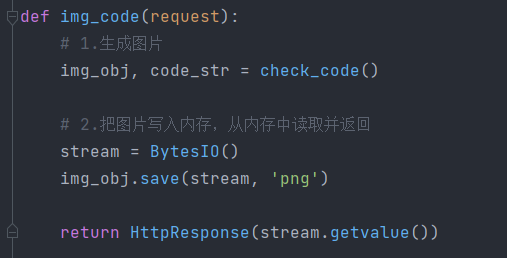 def img_code(request):
# 1.生成图片
img_obj, code_str = check_code()
# 2.把图片写入内存，从内存中读取并返回
stream = BytesIO()
img_obj.save(stream, 'png')
return HttpResponse(stream.getvalue())